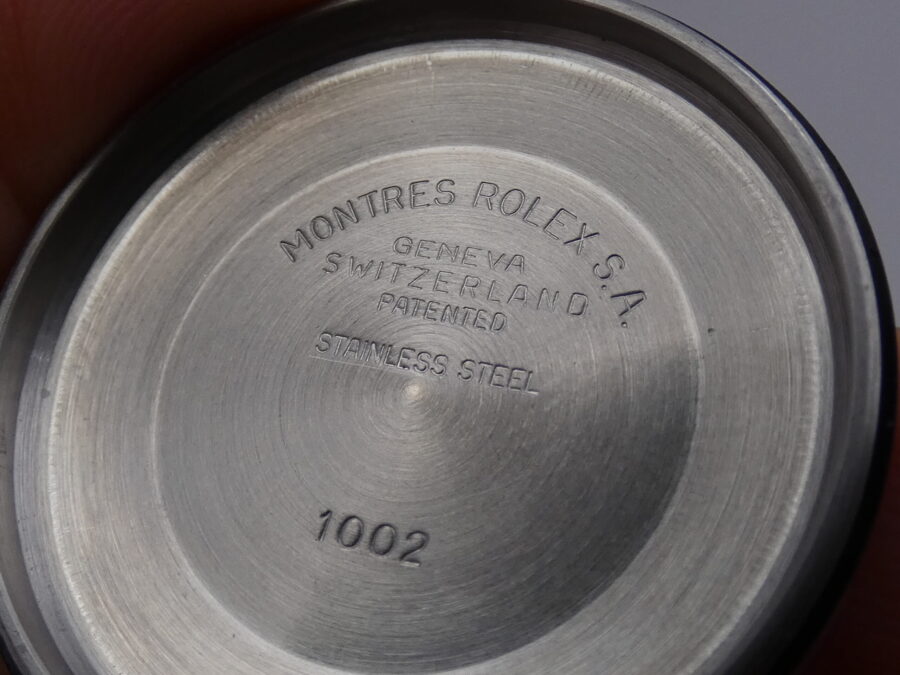 MONTRES ROLEX S.A.
GENEVA
SWITZERLAND
PATENTED
STAINLESS STEEL
1002